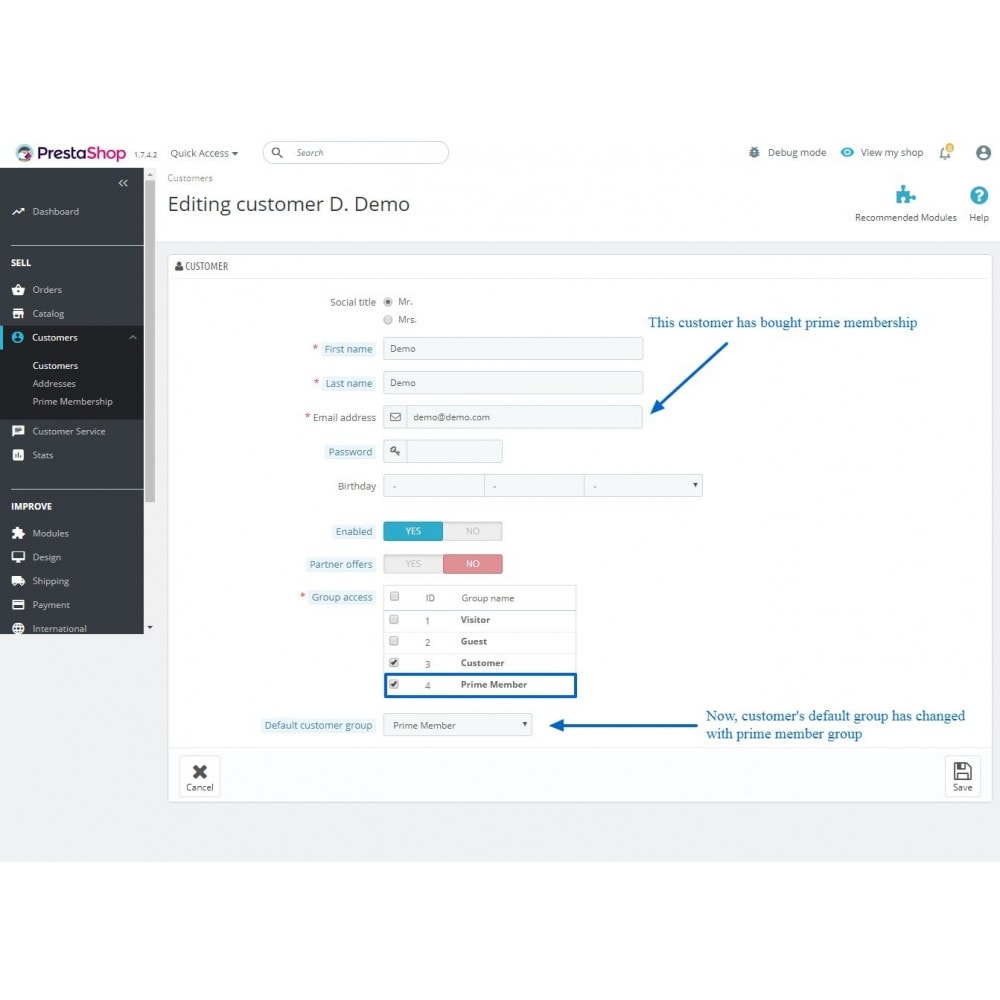 PrestaShop 1.7.4.2 Quick Access Search Debug mode View my shop
Customers
Editing customer D. Demo
Recommended Modules Help
Dashboard
SELL
Orders
Catalog
Customers
Customers
Addresses
Prime Membership
Customer Service
Stats
IMPROVE
Modules
Design
Shipping
Payment
International
CUSTOMER
Social title Mr.
Mrs.
This customer has bought prime membership
* First name Demo
* Last name Demo
* Email address demo@demo.com
Password
Birthday - - -
Enabled YES NO
Partner offers YES NO
* Group access ID Group name
1 Visitor
2 Guest
3 Customer
4 Prime Member
Default customer group Prime Member
Now, customer's default group has changed
with prime member group
Cancel Save